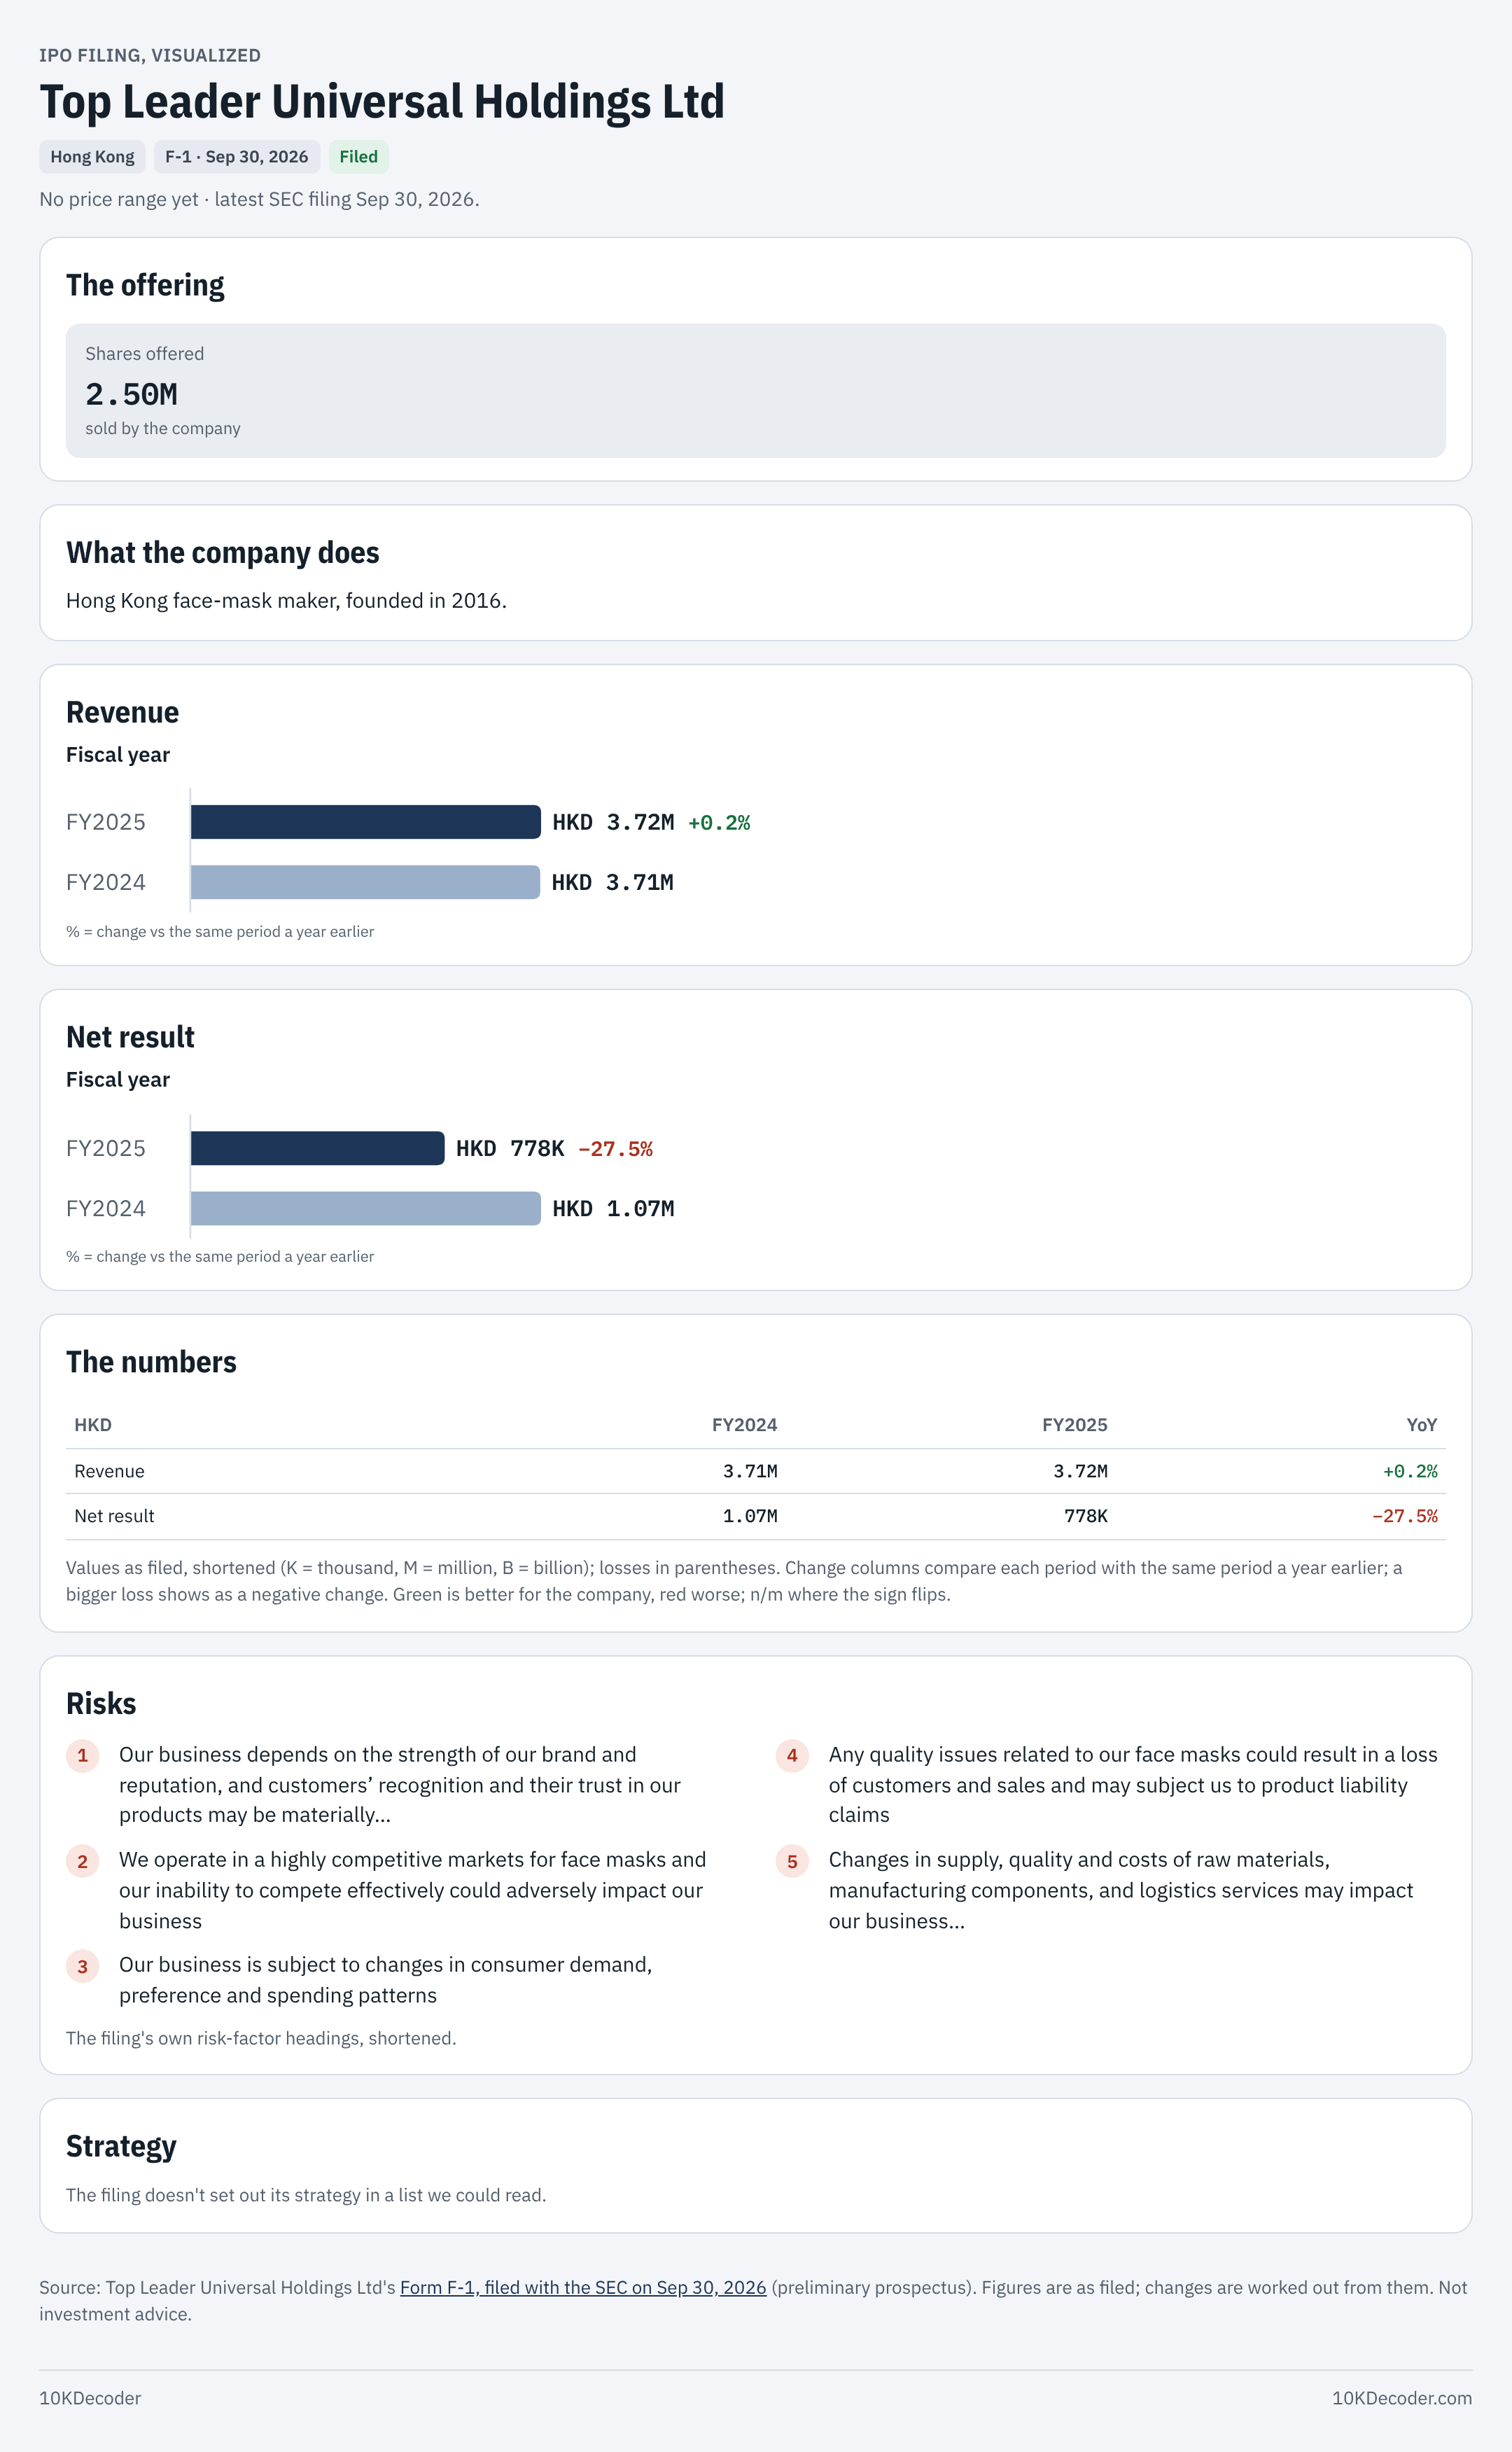 IPO FILING, VISUALIZED
Top Leader Universal Holdings Ltd
Hong Kong
F-1 · Sep 30, 2026
Filed
No price range yet · latest SEC filing Sep 30, 2026.
The offering
Shares offered
2.50M
sold by the company
What the company does
Hong Kong face-mask maker, founded in 2016.
Revenue
Fiscal year
FY2025 HKD 3.72M +0.2%
FY2024 HKD 3.71M
% = change vs the same period a year earlier
Net result
Fiscal year
FY2025 HKD 778K −27.5%
FY2024 HKD 1.07M
% = change vs the same period a year earlier
The numbers
HKD FY2024 FY2025 YoY
Revenue 3.71M 3.72M +0.2%
Net result 1.07M 778K −27.5%
Values as filed, shortened (K = thousand, M = million, B = billion); losses in parentheses. Change columns compare each period with the same period a year earlier; a
bigger loss shows as a negative change. Green is better for the company, red worse; n/m where the sign flips.
Risks
1 Our business depends on the strength of our brand and
reputation, and customers’ recognition and their trust in our
products may be materially…
2 We operate in a highly competitive markets for face masks and
our inability to compete effectively could adversely impact our
business
3 Our business is subject to changes in consumer demand,
preference and spending patterns
4 Any quality issues related to our face masks could result in a loss
of customers and sales and may subject us to product liability
claims
5 Changes in supply, quality and costs of raw materials,
manufacturing components, and logistics services may impact
our business…
The filing's own risk-factor headings, shortened.
Strategy
The filing doesn't set out its strategy in a list we could read.
Source: Top Leader Universal Holdings Ltd's Form F-1, filed with the SEC on Sep 30, 2026 (preliminary prospectus). Figures are as filed; changes are worked out from them. Not
investment advice.
10KDecoder
10KDecoder.com